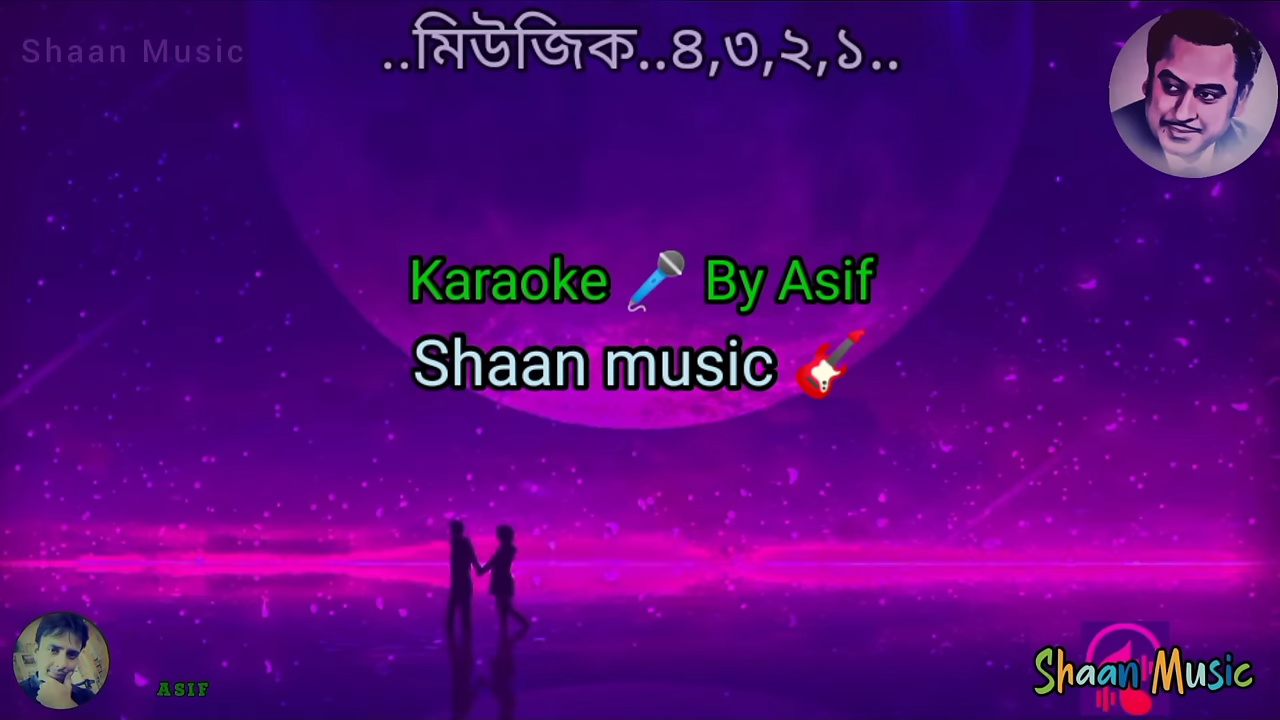 Shaan Music
..মিউজিক..৪,৩,২,১..
Karaoke 🎤 By Asif
Shaan music 🎸
ASIF
Shaan Music